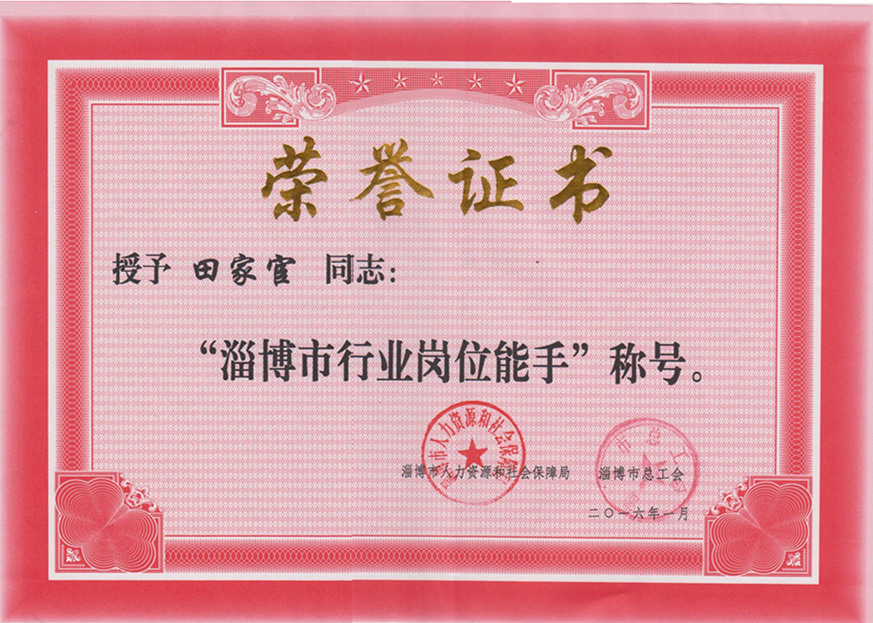 荣誉证书
授予 田家官 同志：
“淄博市行业岗位能手”称号。
淄博市人力资源和社会保障局 淄博市总工会
二〇一六年一月